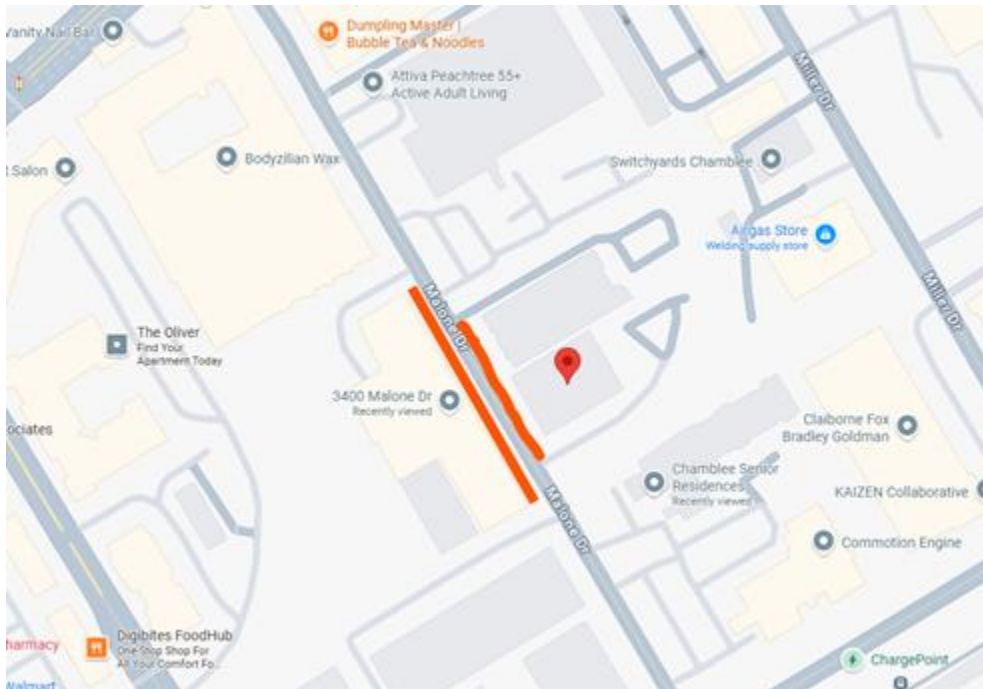 Vanity Nail Bar
Dumpling Master |
Bubble Tea & Noodles
Attiva Peachtree 55+
Active Adult Living
Miller Dr
t Salon
Bodyzilian Wax
Switchyards Chamblee
Airgas Store
Welding supply store
Malone Dr
Miller Dr
The Oliver
Find Your
Apartment Today
3400 Malone Dr
Recently viewed
ociates
Claiborne Fox
Bradley Goldman
Chamblee Senior
Residences
Recently viewed
KAIZEN Collaborative
Malone Dr
Commotion Engine
harmacy
Digibites FoodHub
One Stop Shop For
All Your Comfort Fo...
ChargePoint
Walmart